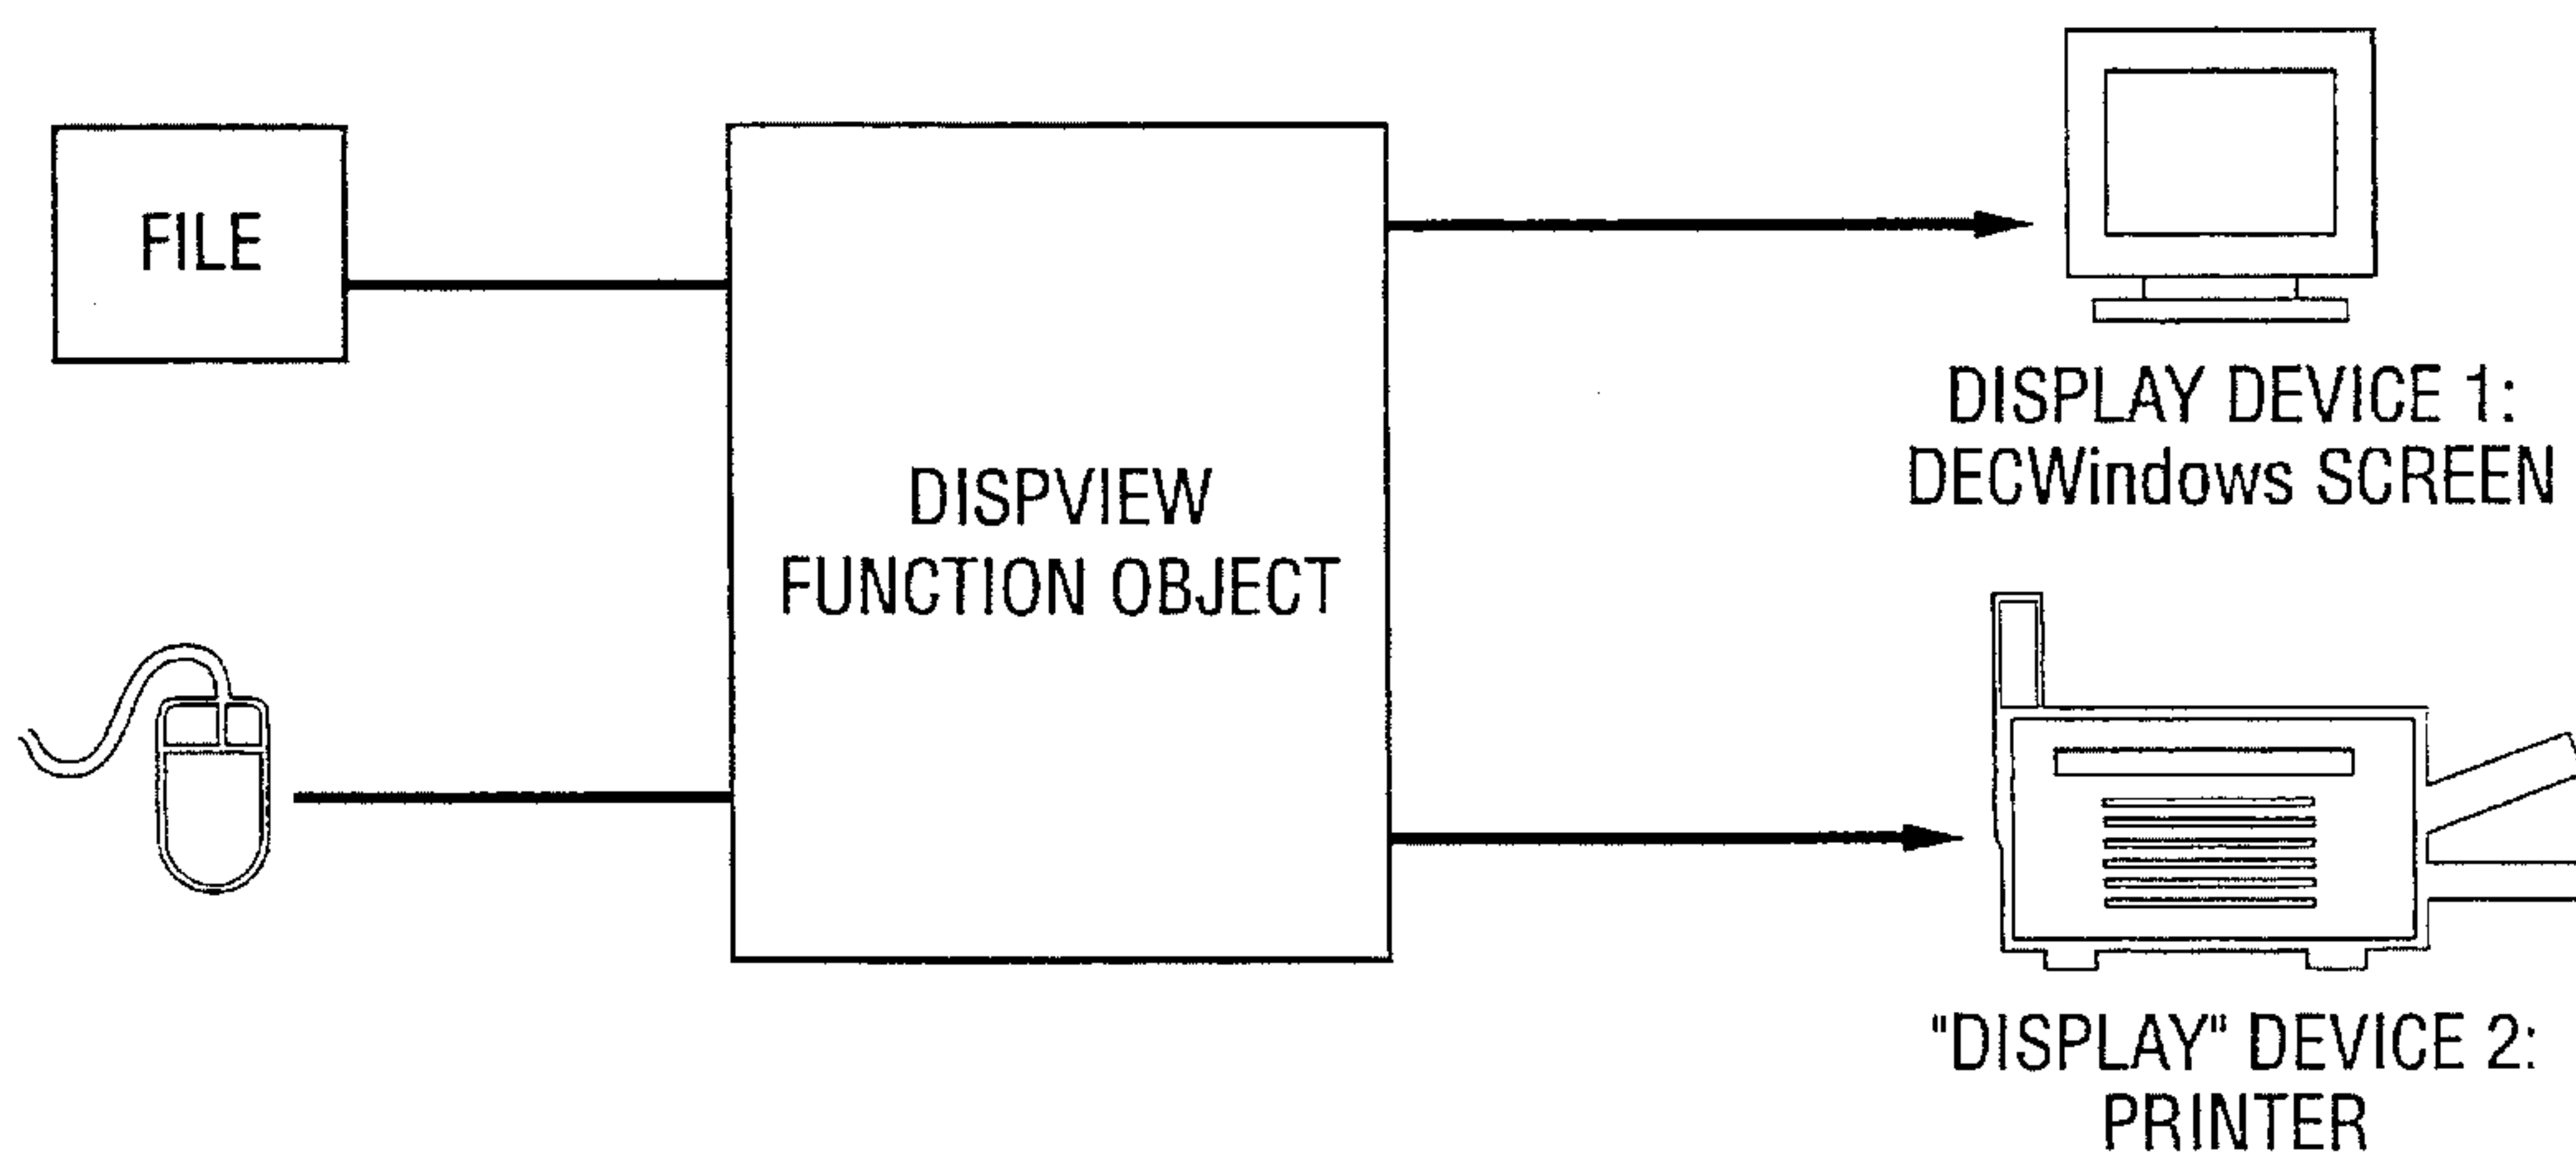 FILE
DISPVIEW
FUNCTION OBJECT
DISPLAY DEVICE 1:
DECWindows SCREEN
"DISPLAY" DEVICE 2:
PRINTER